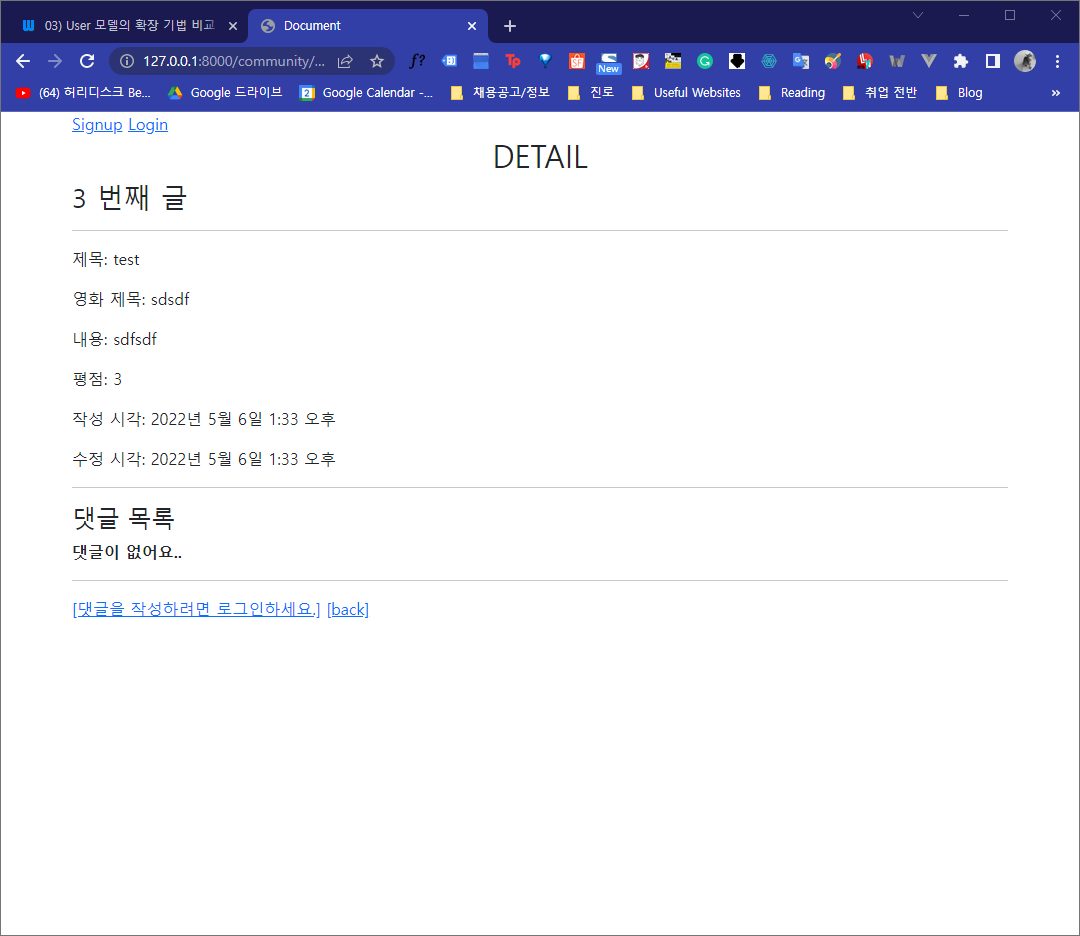 03) User 모델의 확장 기법 비교
Document
127.0.0.1:8000/community/...
f?
Tp
New
(64) 허리디스크 Be...
Google 드라이브
2
Google Calendar -...
채용공고/정보
진로
Useful Websites
Reading
취업 전반
Blog
»
Signup Login
DETAIL
3 번째 글
제목: test
영화 제목: sdsdf
내용: sdfsdf
평점: 3
작성 시각: 2022년 5월 6일 1:33 오후
수정 시각: 2022년 5월 6일 1:33 오후
댓글 목록
댓글이 없어요..
[댓글을 작성하려면 로그인하세요.] [back]